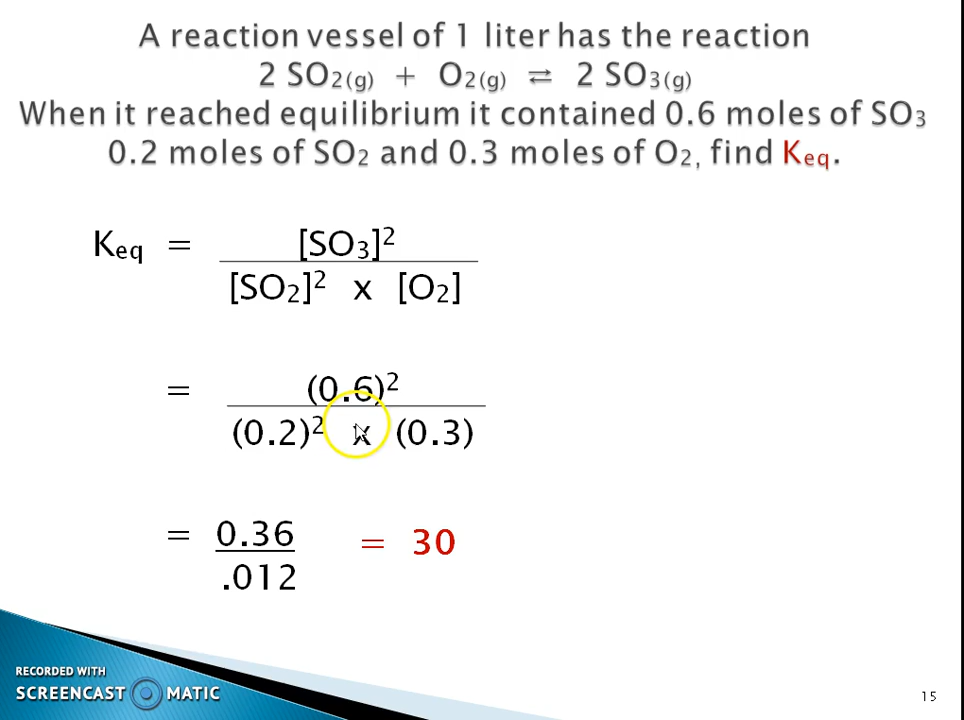 A reaction vessel of 1 liter has the reaction
2 SO₂(g) + O₂(g) ⇄ 2 SO₃(g)
When it reached equilibrium it contained 0.6 moles of SO₃
0.2 moles of SO₂ and 0.3 moles of O₂, find Keq.
Keq = [SO₃]²
[SO₂]² x [O₂]
= (0.6)²
(0.2)² x (0.3)
= 0.36 = 30
.012
RECORDED WITH
SCREENCAST MATIC
15